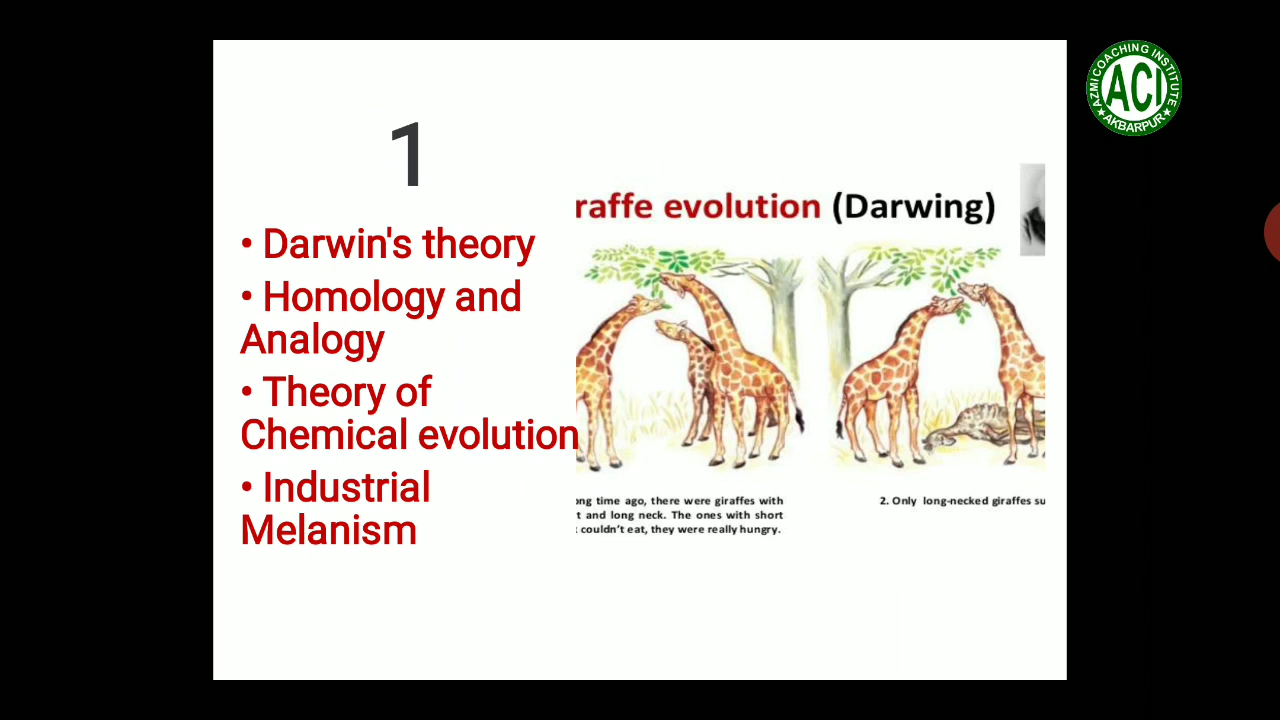 1
• Darwin's theory
• Homology and
Analogy
• Theory of
Chemical evolution
• Industrial
Melanism
raffe evolution (Darwing)
ong time ago, there were giraffes with
t and long neck. The ones with short
couldn't eat, they were really hungry.
2. Only long-necked giraffes su
AZMI COACHING INSTITUTE
ACI
★ AKBARPUR ★